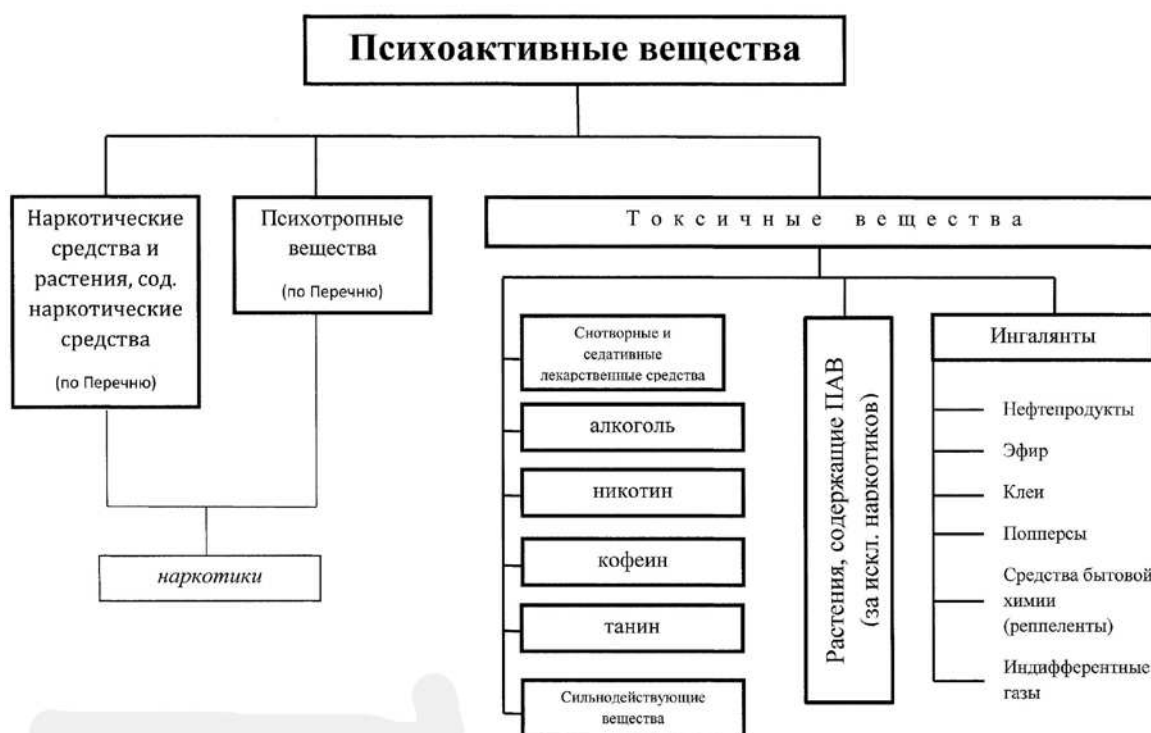 Психоактивные вещества
Наркотические
средства и
растения, сод.
наркотические
средства
(по Перечню)
Психотропные
вещества
(по Перечню)
наркотики
Токсичные вещества
Снотворные и
седативные
лекарственные средства
алкоголь
никотин
кофеин
танин
Сильнодействующие
вещества
Растения, содержащие ПАВ
(за искл. наркотиков)
Ингалянты
Нефтепродукты
Эфир
Клеи
Попперсы
Средства бытовой
химии
(реппеленты)
Индифферентные
газы